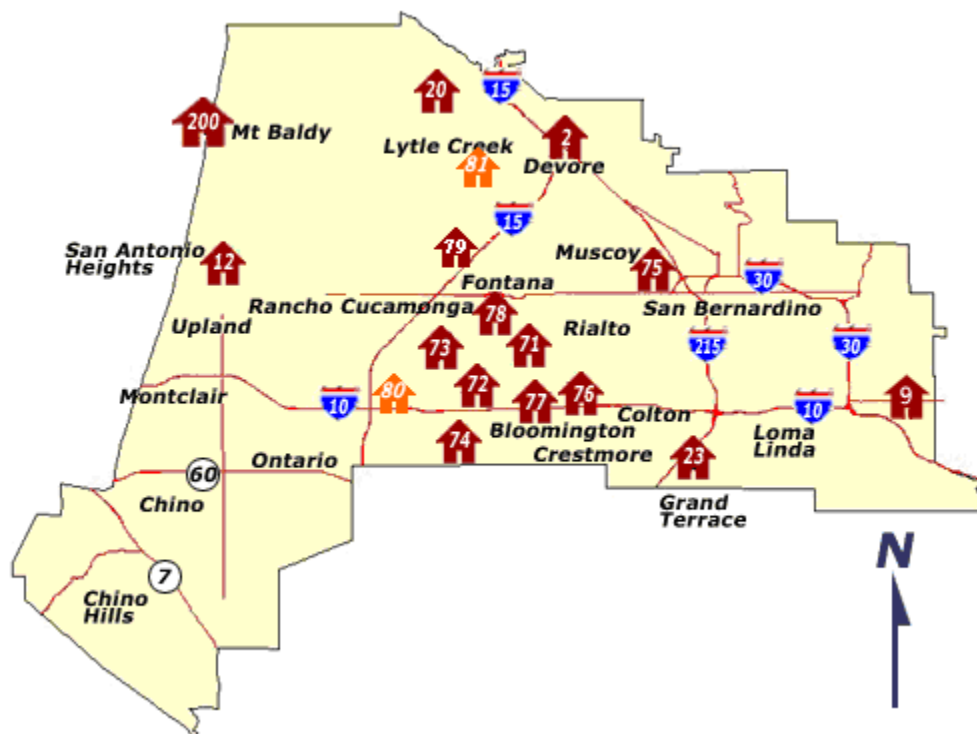 15
20
200
Mt Baldy
2
Lytle Creek
Devore
81
15
San Antonio
Heights
12
79
Muscoy
75
30
Fontana
Rancho Cucamonga
San Bernardino
78
Upland
Rialto
73
71
215
30
Montclair
72
80
76
77
9
10
10
Colton
Bloomington
74
Loma
Linda
Crestmore
23
Ontario
60
Chino
Grand
Terrace
N
7
Chino
Hills